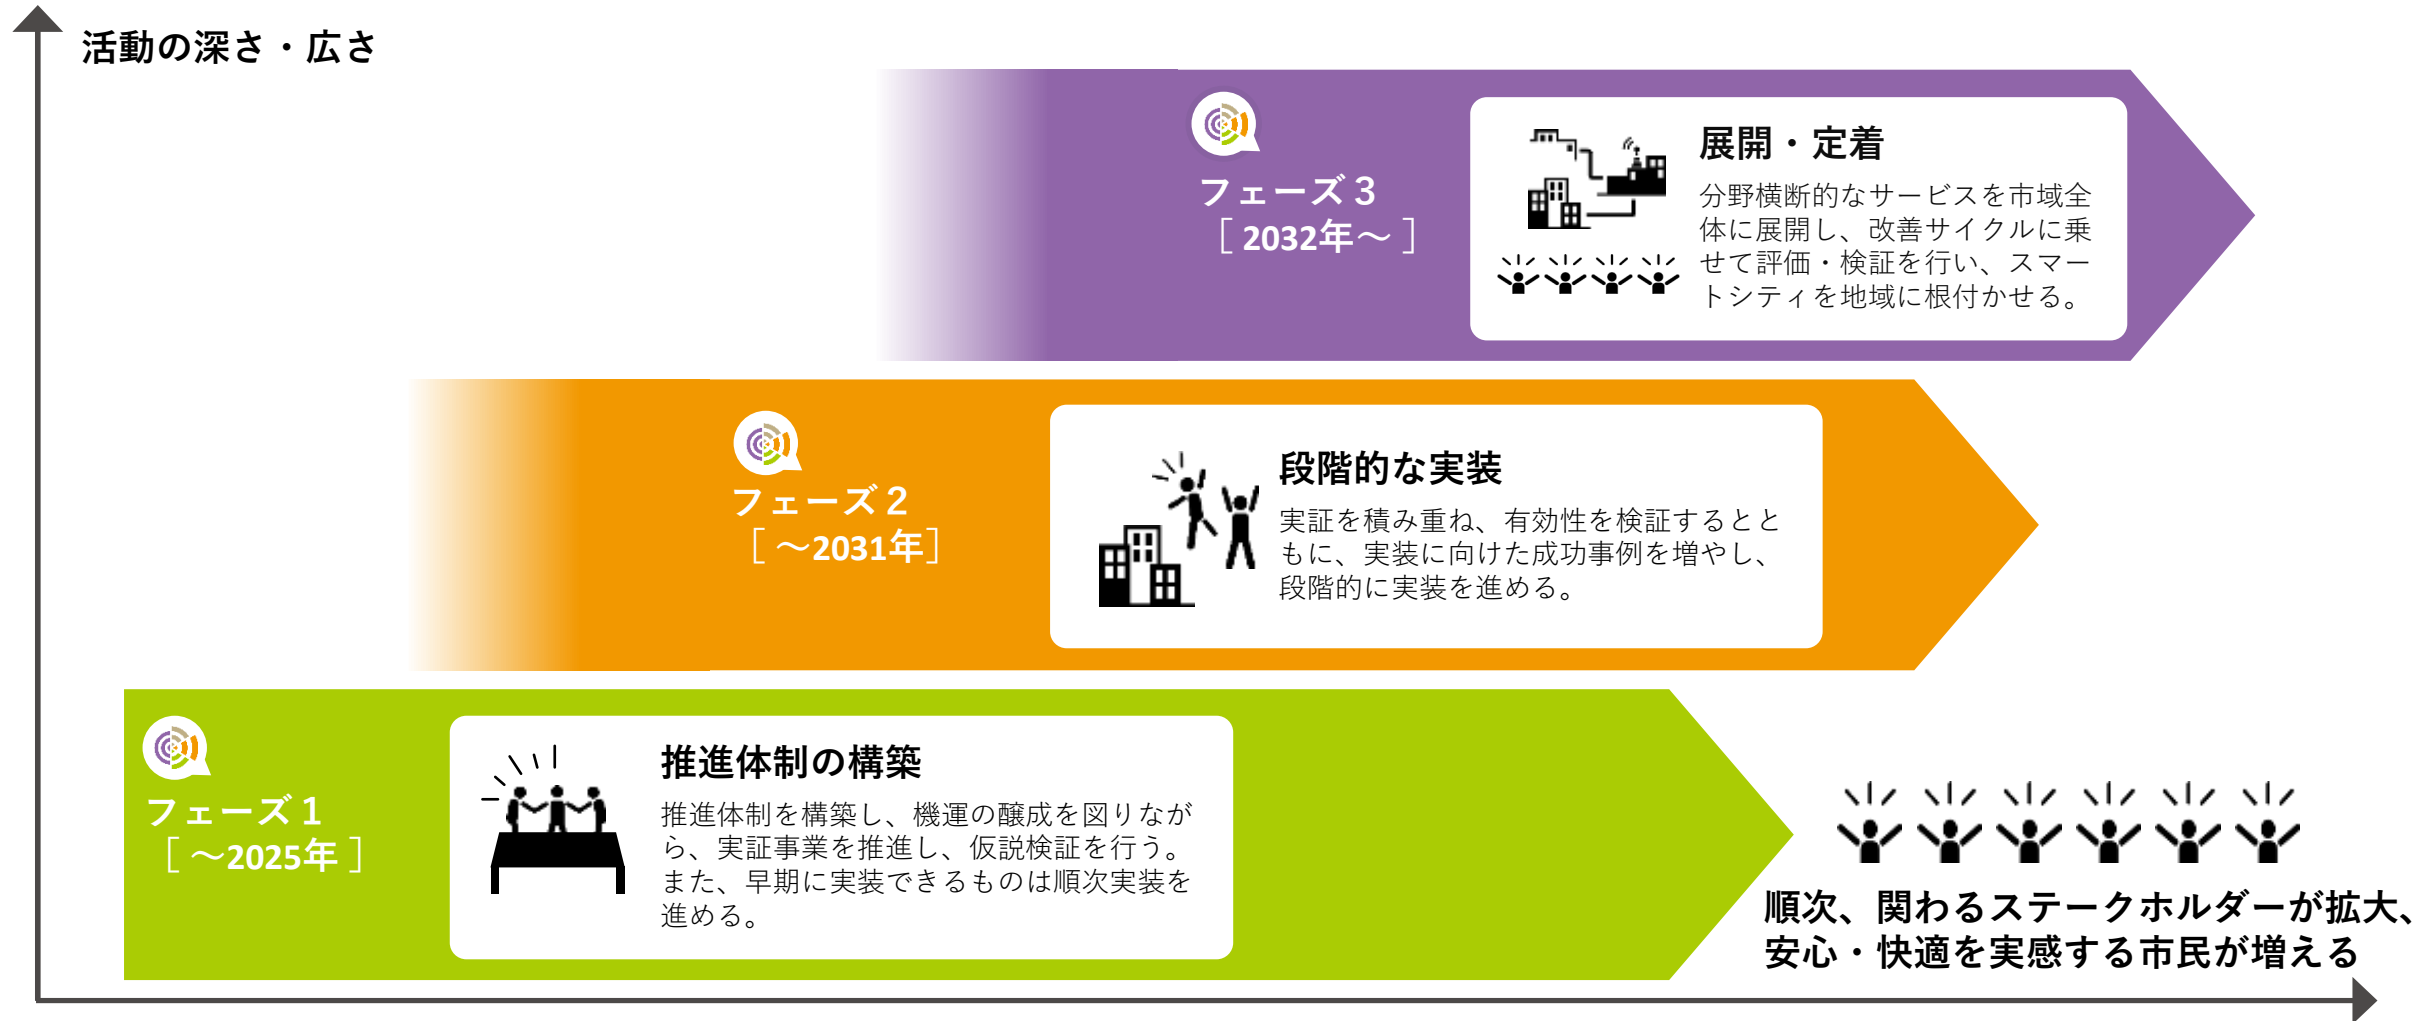 活動の深さ・広さ
フェーズ３
［ 2032年～ ］
展開・定着
分野横断的なサービスを市域全
体に展開し、改善サイクルに乗
せて評価・検証を行い、スマー
トシティを地域に根付かせる。
フェーズ２
［ ～2031年］
段階的な実装
実証を積み重ね、有効性を検証するとと
もに、実装に向けた成功事例を増やし、
段階的に実装を進める。
フェーズ１
［ ～2025年 ］
推進体制の構築
推進体制を構築し、機運の醸成を図りなが
ら、実証事業を推進し、仮説検証を行う。
また、早期に実装できるものは順次実装を
進める。
順次、関わるステークホルダーが拡大、
安心・快適を実感する市民が増える